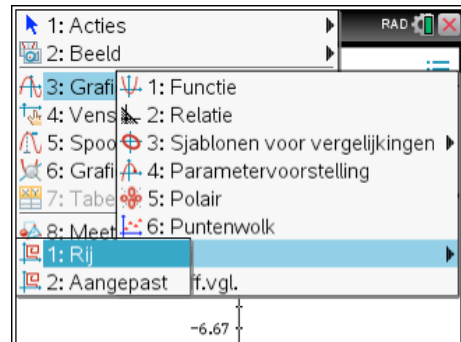 1: Acties
RAD
2: Beeld
3: Grafi
1: Functie
4: Vens
2: Relatie
5: Spoo
3: Sjablonen voor vergelijkingen
6: Grafi
4: Parametervoorstelling
7: Tabe
5: Polair
8: Meet
6: Puntenwolk
1: Rij
2: Aangepast
ff.vgl.
-6.67